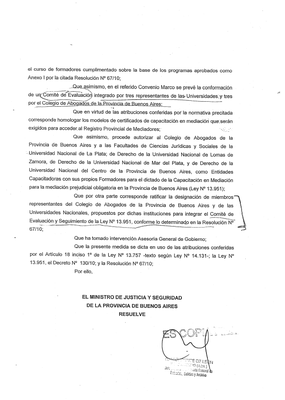 el curso de formadores cumplimentado sobre la base de los programas aprobados como
Anexo I por la citada Resolución Nº 67/10;
Que asimismo, en el referido Convenio Marco se prevé la conformación
de un Comité de Evaluación integrado por tres representantes de las Universidades y tres
por el Colegio de Abogados de la Provincia de Buenos Aires;
Que en virtud de las atribuciones conferidas por la normativa precitada
corresponde homologar los modelos de certificados de capacitación en mediación que serán
exigidos para acceder al Registro Provincial de Mediadores;
Que asimismo, procede autorizar al Colegio de Abogados de la
Provincia de Buenos Aires y a las Facultades de Ciencias Jurídicas y Sociales de la
Universidad Nacional de La Plata; de Derecho de la Universidad Nacional de Lomas de
Zamora, de Derecho de la Universidad Nacional de Mar del Plata, y de Derecho de la
Universidad Nacional del Centro de la Provincia de Buenos Aires, como Entidades
Capacitadoras con sus propios Formadores para el dictado de la Capacitación en Mediación
para la mediación prejudicial obligatoria en la Provincia de Buenos Aires (Ley Nº 13.951);
Que por otra parte corresponde ratificar la designación de miembros
representantes del Colegio de Abogados de la Provincia de Buenos Aires y de las
Universidades Nacionales, propuestos por dichas instituciones para integrar el Comité de
Evaluación y Seguimiento de la Ley Nº 13.951, conforme lo determinado en la Resolución Nº
67/10;
Que ha tomado intervención Asesoría General de Gobierno;
Que la presente medida se dicta en uso de las atribuciones conferidas
por el Artículo 18 inciso 1º de la Ley Nº 13.757 -texto según Ley Nº 14.131-; la Ley Nº
13.951, el Decreto Nº 130/10; y la Resolución Nº 67/10;
Por ello,
EL MINISTRO DE JUSTICIA Y SEGURIDAD
DE LA PROVINCIA DE BUENOS AIRES
RESUELVE
ES COPIA